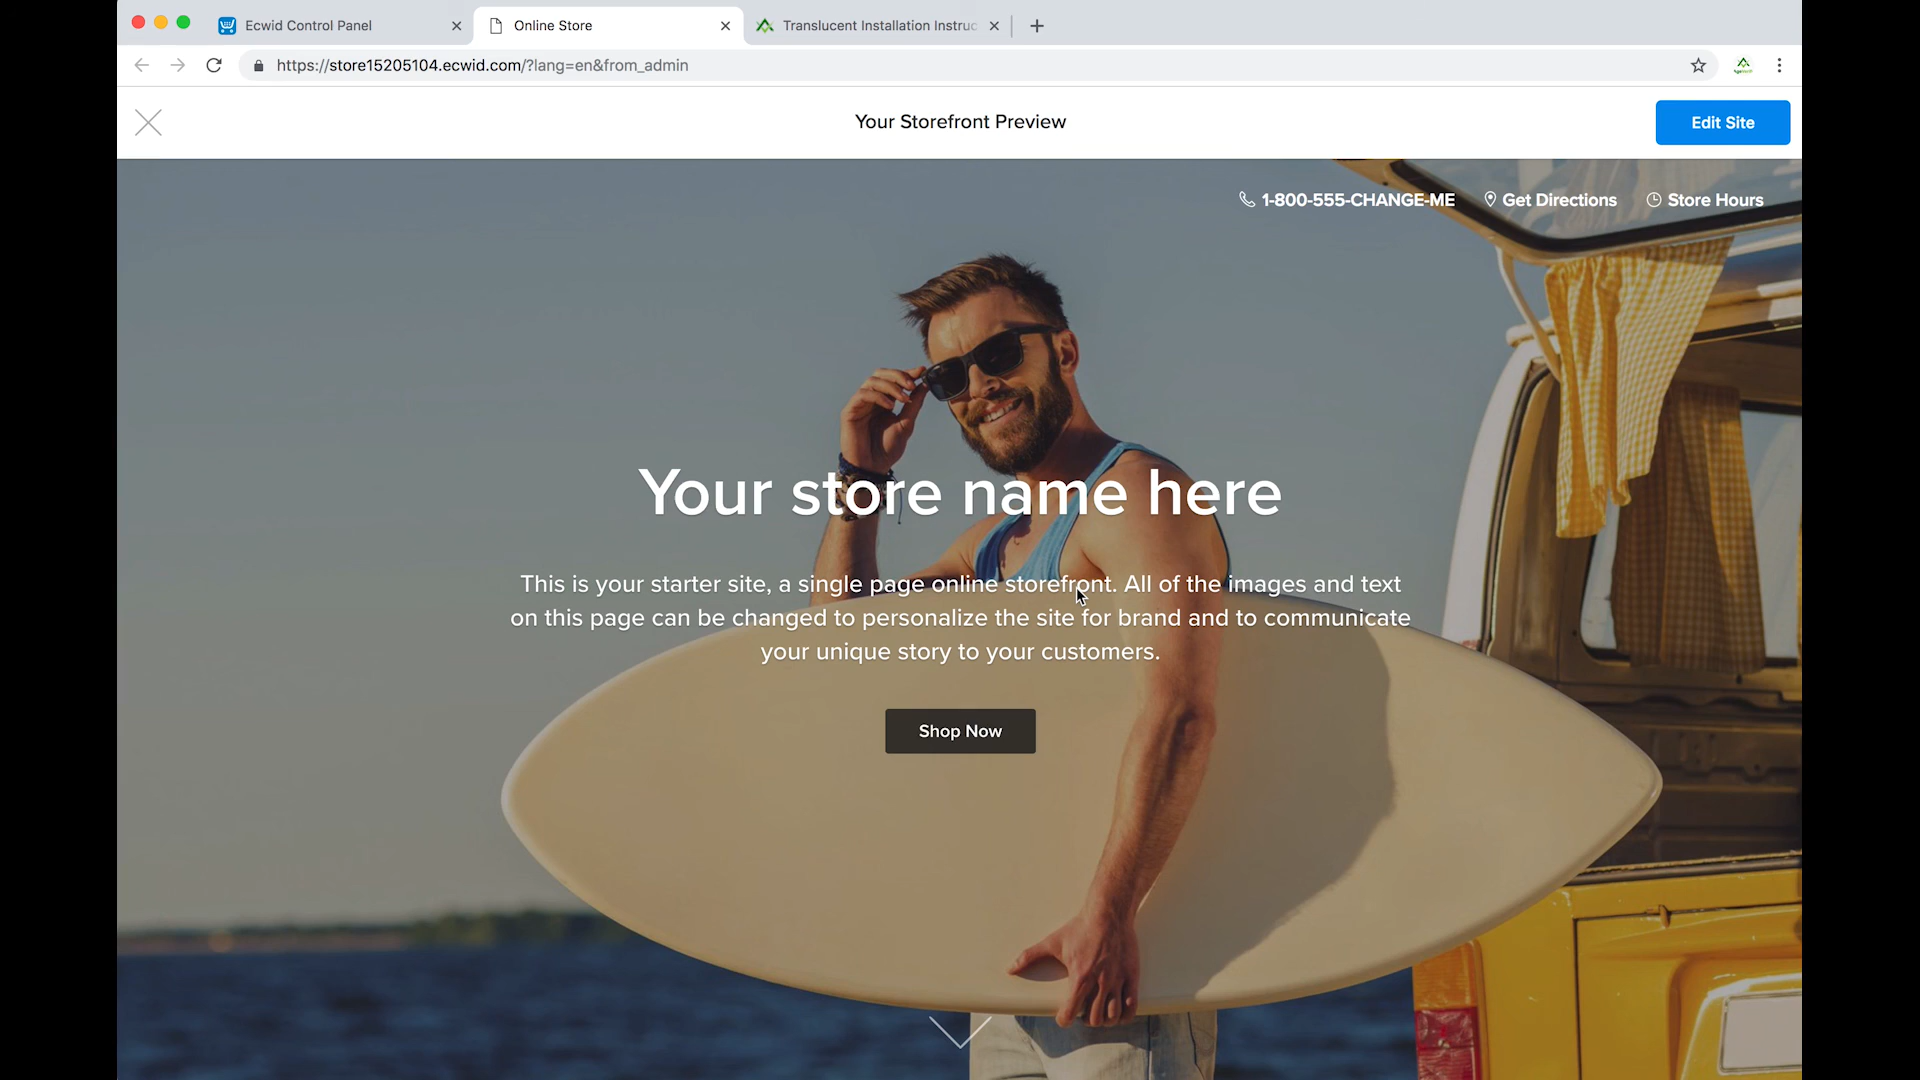 Ecwid Control Panel
Online Store
Translucent Installation Instruc
https://store15205104.ecwid.com/?lang=en&from_admin
Your Storefront Preview
Edit Site
1-800-555-CHANGE-ME
Get Directions
Store Hours
Your store name here
This is your starter site, a single page online storefront. All of the images and text
on this page can be changed to personalize the site for brand and to communicate
your unique story to your customers.
Shop Now